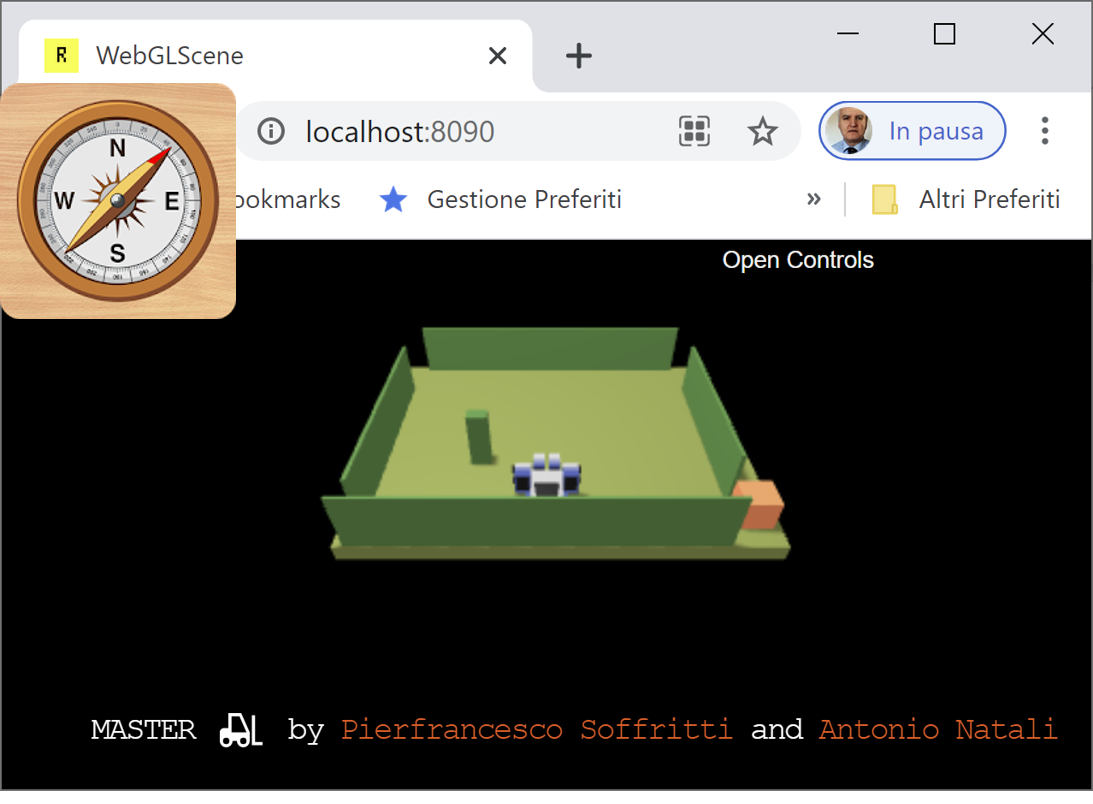 R WebGLScene
localhost:8090
In pausa
N
W E
S
ookmarks Gestione Preferiti » Altri Preferiti
Open Controls
MASTER by Pierfrancesco Soffritti and Antonio Natali